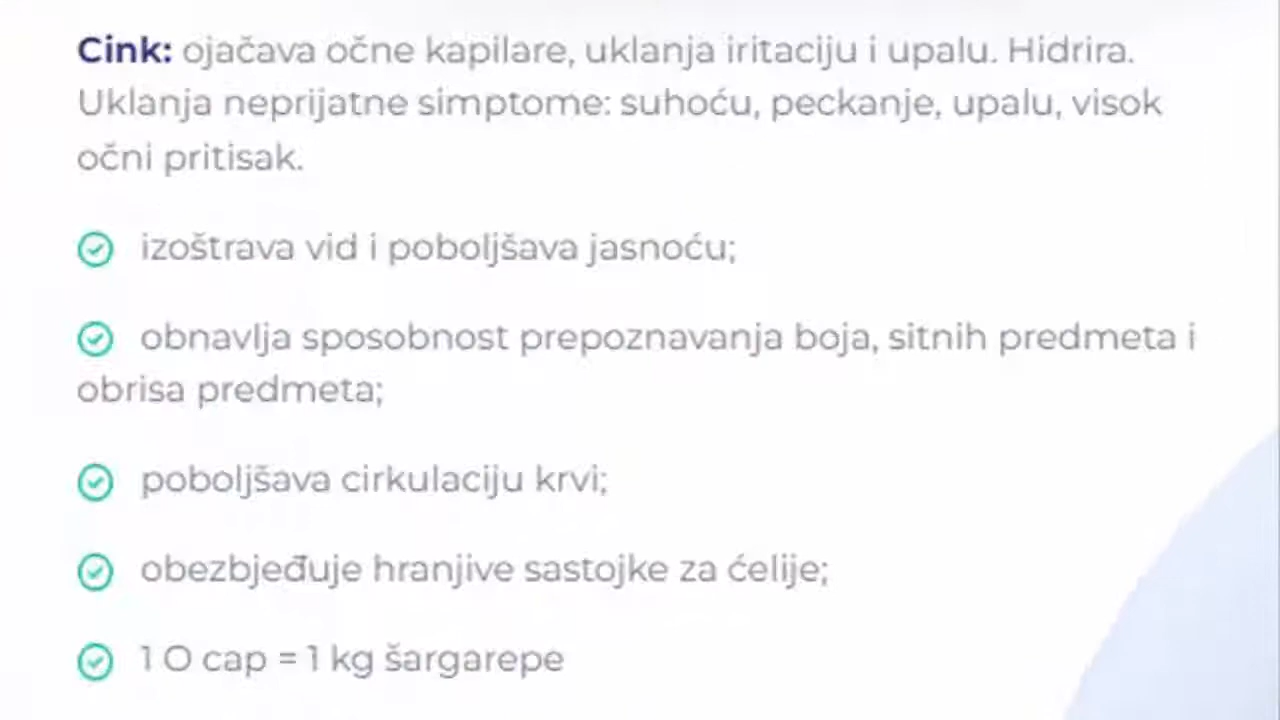 Cink: ojačava očne kapilare, uklanja iritaciju i upalu. Hidrira.
Uklanja neprijatne simptome: suhoću, peckanje, upalu, visok
očni pritisak.
izoštrava vid i poboljšava jasnoću;
obnavlja sposobnost prepoznavanja boja, sitnih predmeta i
obrisa predmeta;
poboljšava cirkulaciju krvi;
obezbjeđuje hranjive sastojke za ćelije;
1 O cap = 1 kg šargarepe